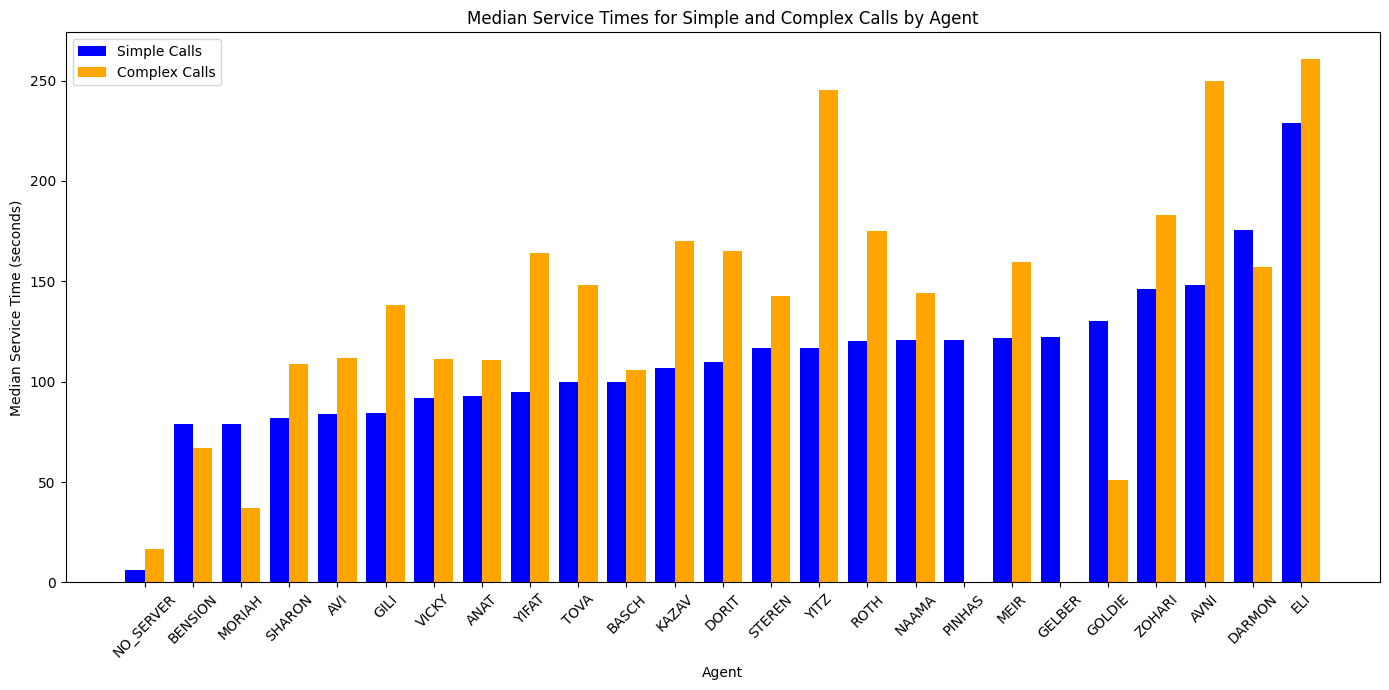 Median Service Times for Simple and Complex Calls by Agent
Simple Calls
Complex Calls
Median Service Time (seconds)
250
200
150
100
50
0
NO_SERVER
BENSION
MORIAH
SHARON
AVI
GILI
VICKY
ANAT
YIFAT
TOVA
BASCH
KAZAV
DORIT
STEREN
YITZ
ROTH
NAAMA
PINHAS
MEIR
GELBER
GOLDIE
ZOHARI
AVNI
DARMON
ELI
Agent